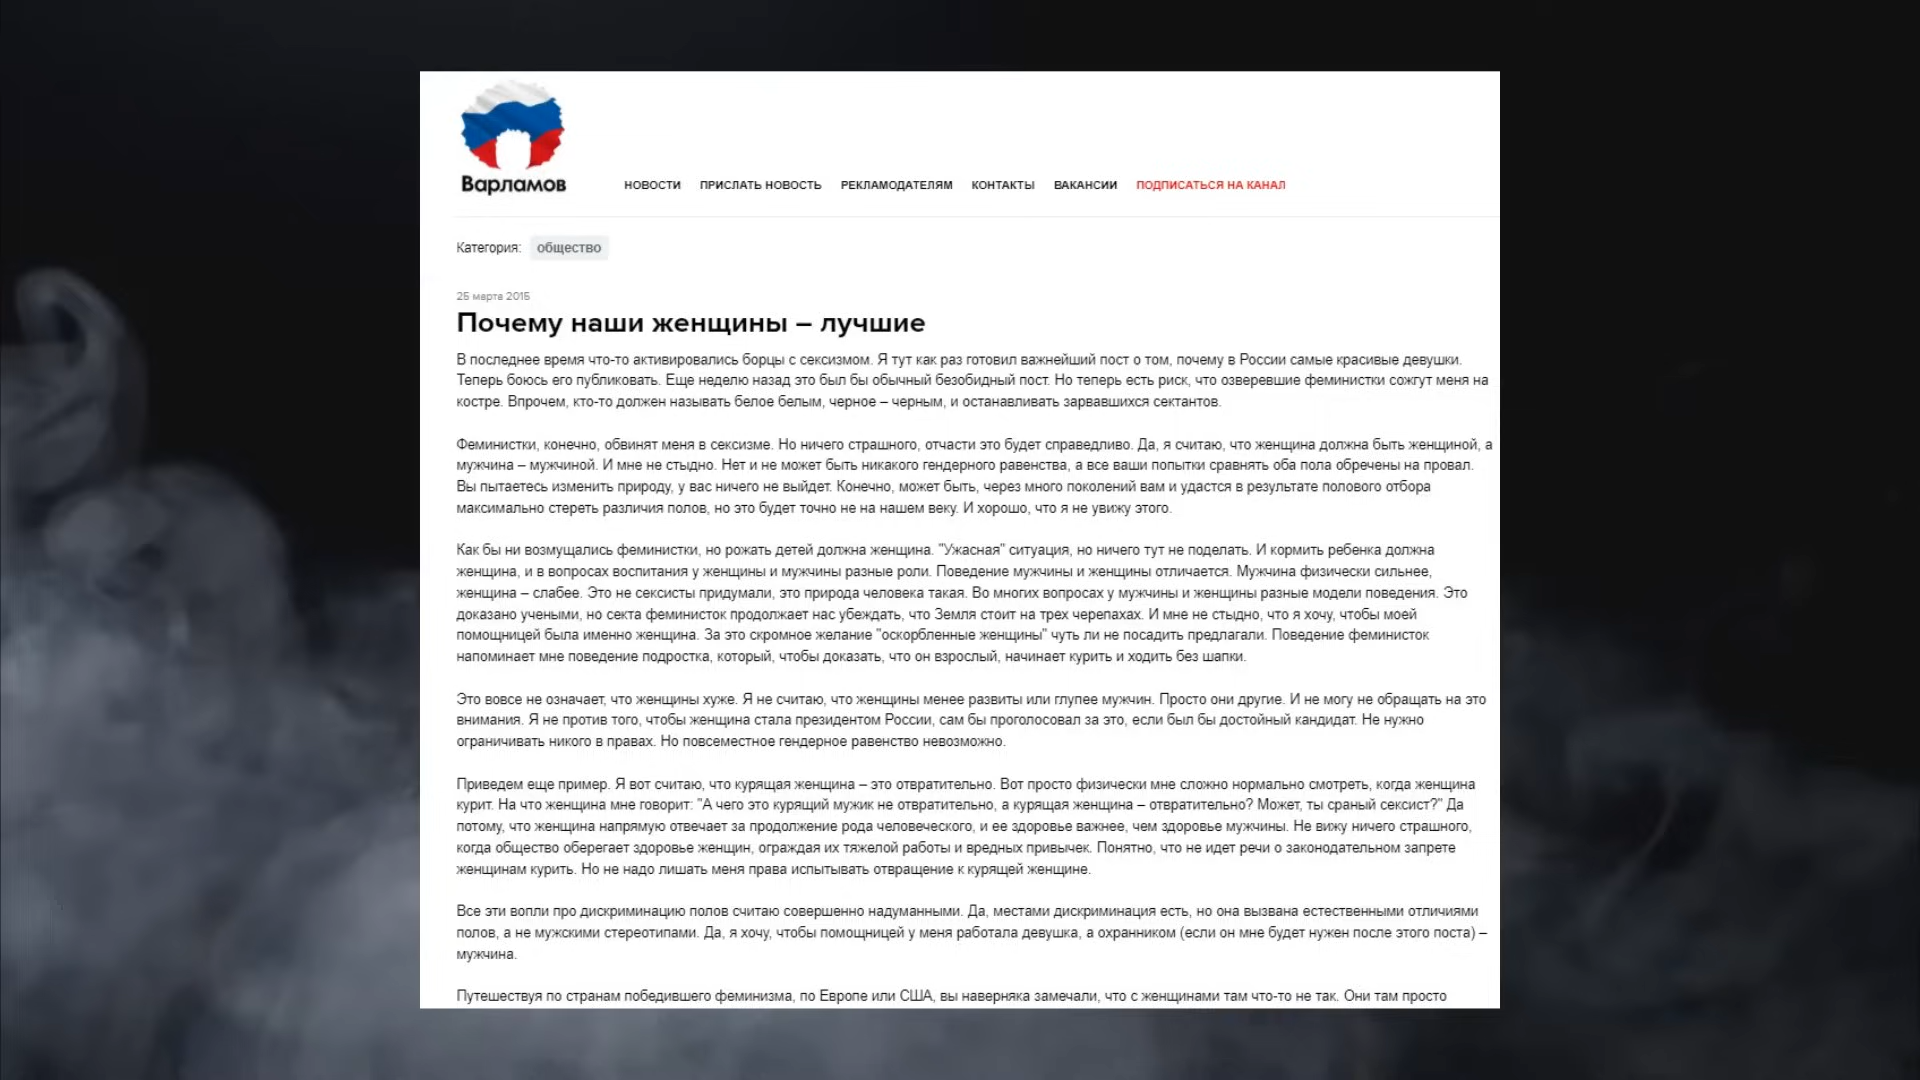 Варламов
НОВОСТИ ПРИСЛАТЬ НОВОСТЬ РЕКЛАМОДАТЕЛЯМ КОНТАКТЫ ВАКАНСИИ ПОДПИСАТЬСЯ НА КАНАЛ
Категория: общество
25 марта 2015
Почему наши женщины – лучшие
В последнее время что-то активировались борцы с сексизмом. Я тут как раз готовил важнейший пост о том, почему в России самые красивые девушки.
Теперь боюсь его публиковать. Еще неделю назад это был бы обычный безобидный пост. Но теперь есть риск, что озверевшие феминистки сожгут меня на
костре. Впрочем, кто-то должен называть белое белым, черное – черным, и останавливать зарвавшихся сектантов.
Феминистки, конечно, обвинят меня в сексизме. Но ничего страшного, отчасти это будет справедливо. Да, я считаю, что женщина должна быть женщиной, а
мужчина – мужчиной. И мне не стыдно. Нет и не может быть никакого гендерного равенства, а все ваши попытки сравнять оба пола обречены на провал.
Вы пытаетесь изменить природу, у вас ничего не выйдет. Конечно, может быть, через много поколений вам и удастся в результате полового отбора
максимально стереть различия полов, но это будет точно не на нашем веку. И хорошо, что я не увижу этого.
Как бы ни возмущались феминистки, но рожать детей должна женщина. "Ужасная" ситуация, но ничего тут не поделать. И кормить ребенка должна
женщина, и в вопросах воспитания у женщины и мужчины разные роли. Поведение мужчины и женщины отличается. Мужчина физически сильнее,
женщина – слабее. Это не сексисты придумали, это природа человека такая. Во многих вопросах у мужчины и женщины разные модели поведения. Это
доказано учеными, но секта феминисток продолжает нас убеждать, что Земля стоит на трех черепахах. И мне не стыдно, что я хочу, чтобы моей
помощницей была именно женщина. За это скромное желание "оскорбленные женщины" чуть ли не посадить предлагали. Поведение феминисток
напоминает мне поведение подростка, который, чтобы доказать, что он взрослый, начинает курить и ходить без шапки.
Это вовсе не означает, что женщины хуже. Я не считаю, что женщины менее развиты или глупее мужчин. Просто они другие. И не могу не обращать на это
внимания. Я не против того, чтобы женщина стала президентом России, сам бы проголосовал за это, если был бы достойный кандидат. Не нужно
ограничивать никого в правах. Но повсеместное гендерное равенство невозможно.
Приведем еще пример. Я вот считаю, что курящая женщина – это отвратительно. Вот просто физически мне сложно нормально смотреть, когда женщина
курит. На что женщина мне говорит: "А чего это курящий мужик не отвратительно, а курящая женщина – отвратительно? Может, ты сраный сексист?" Да
потому, что женщина напрямую отвечает за продолжение рода человеческого, и ее здоровье важнее, чем здоровье мужчины. Не вижу ничего страшного,
когда общество оберегает здоровье женщин, ограждая их тяжелой работы и вредных привычек. Понятно, что не идет речи о законодательном запрете
женщинам курить. Но не надо лишать меня права испытывать отвращение к курящей женщине.
Все эти вопли про дискриминацию полов считаю совершенно надуманными. Да, местами дискриминация есть, но она вызвана естественными отличиями
полов, а не мужскими стереотипами. Да, я хочу, чтобы помощницей у меня работала девушка, а охранником (если он мне будет нужен после этого поста) –
мужчина.
Путешествуя по странам победившего феминизма, по Европе или США, вы наверняка замечали, что с женщинами там что-то не так. Они там просто